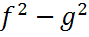 f² − g²